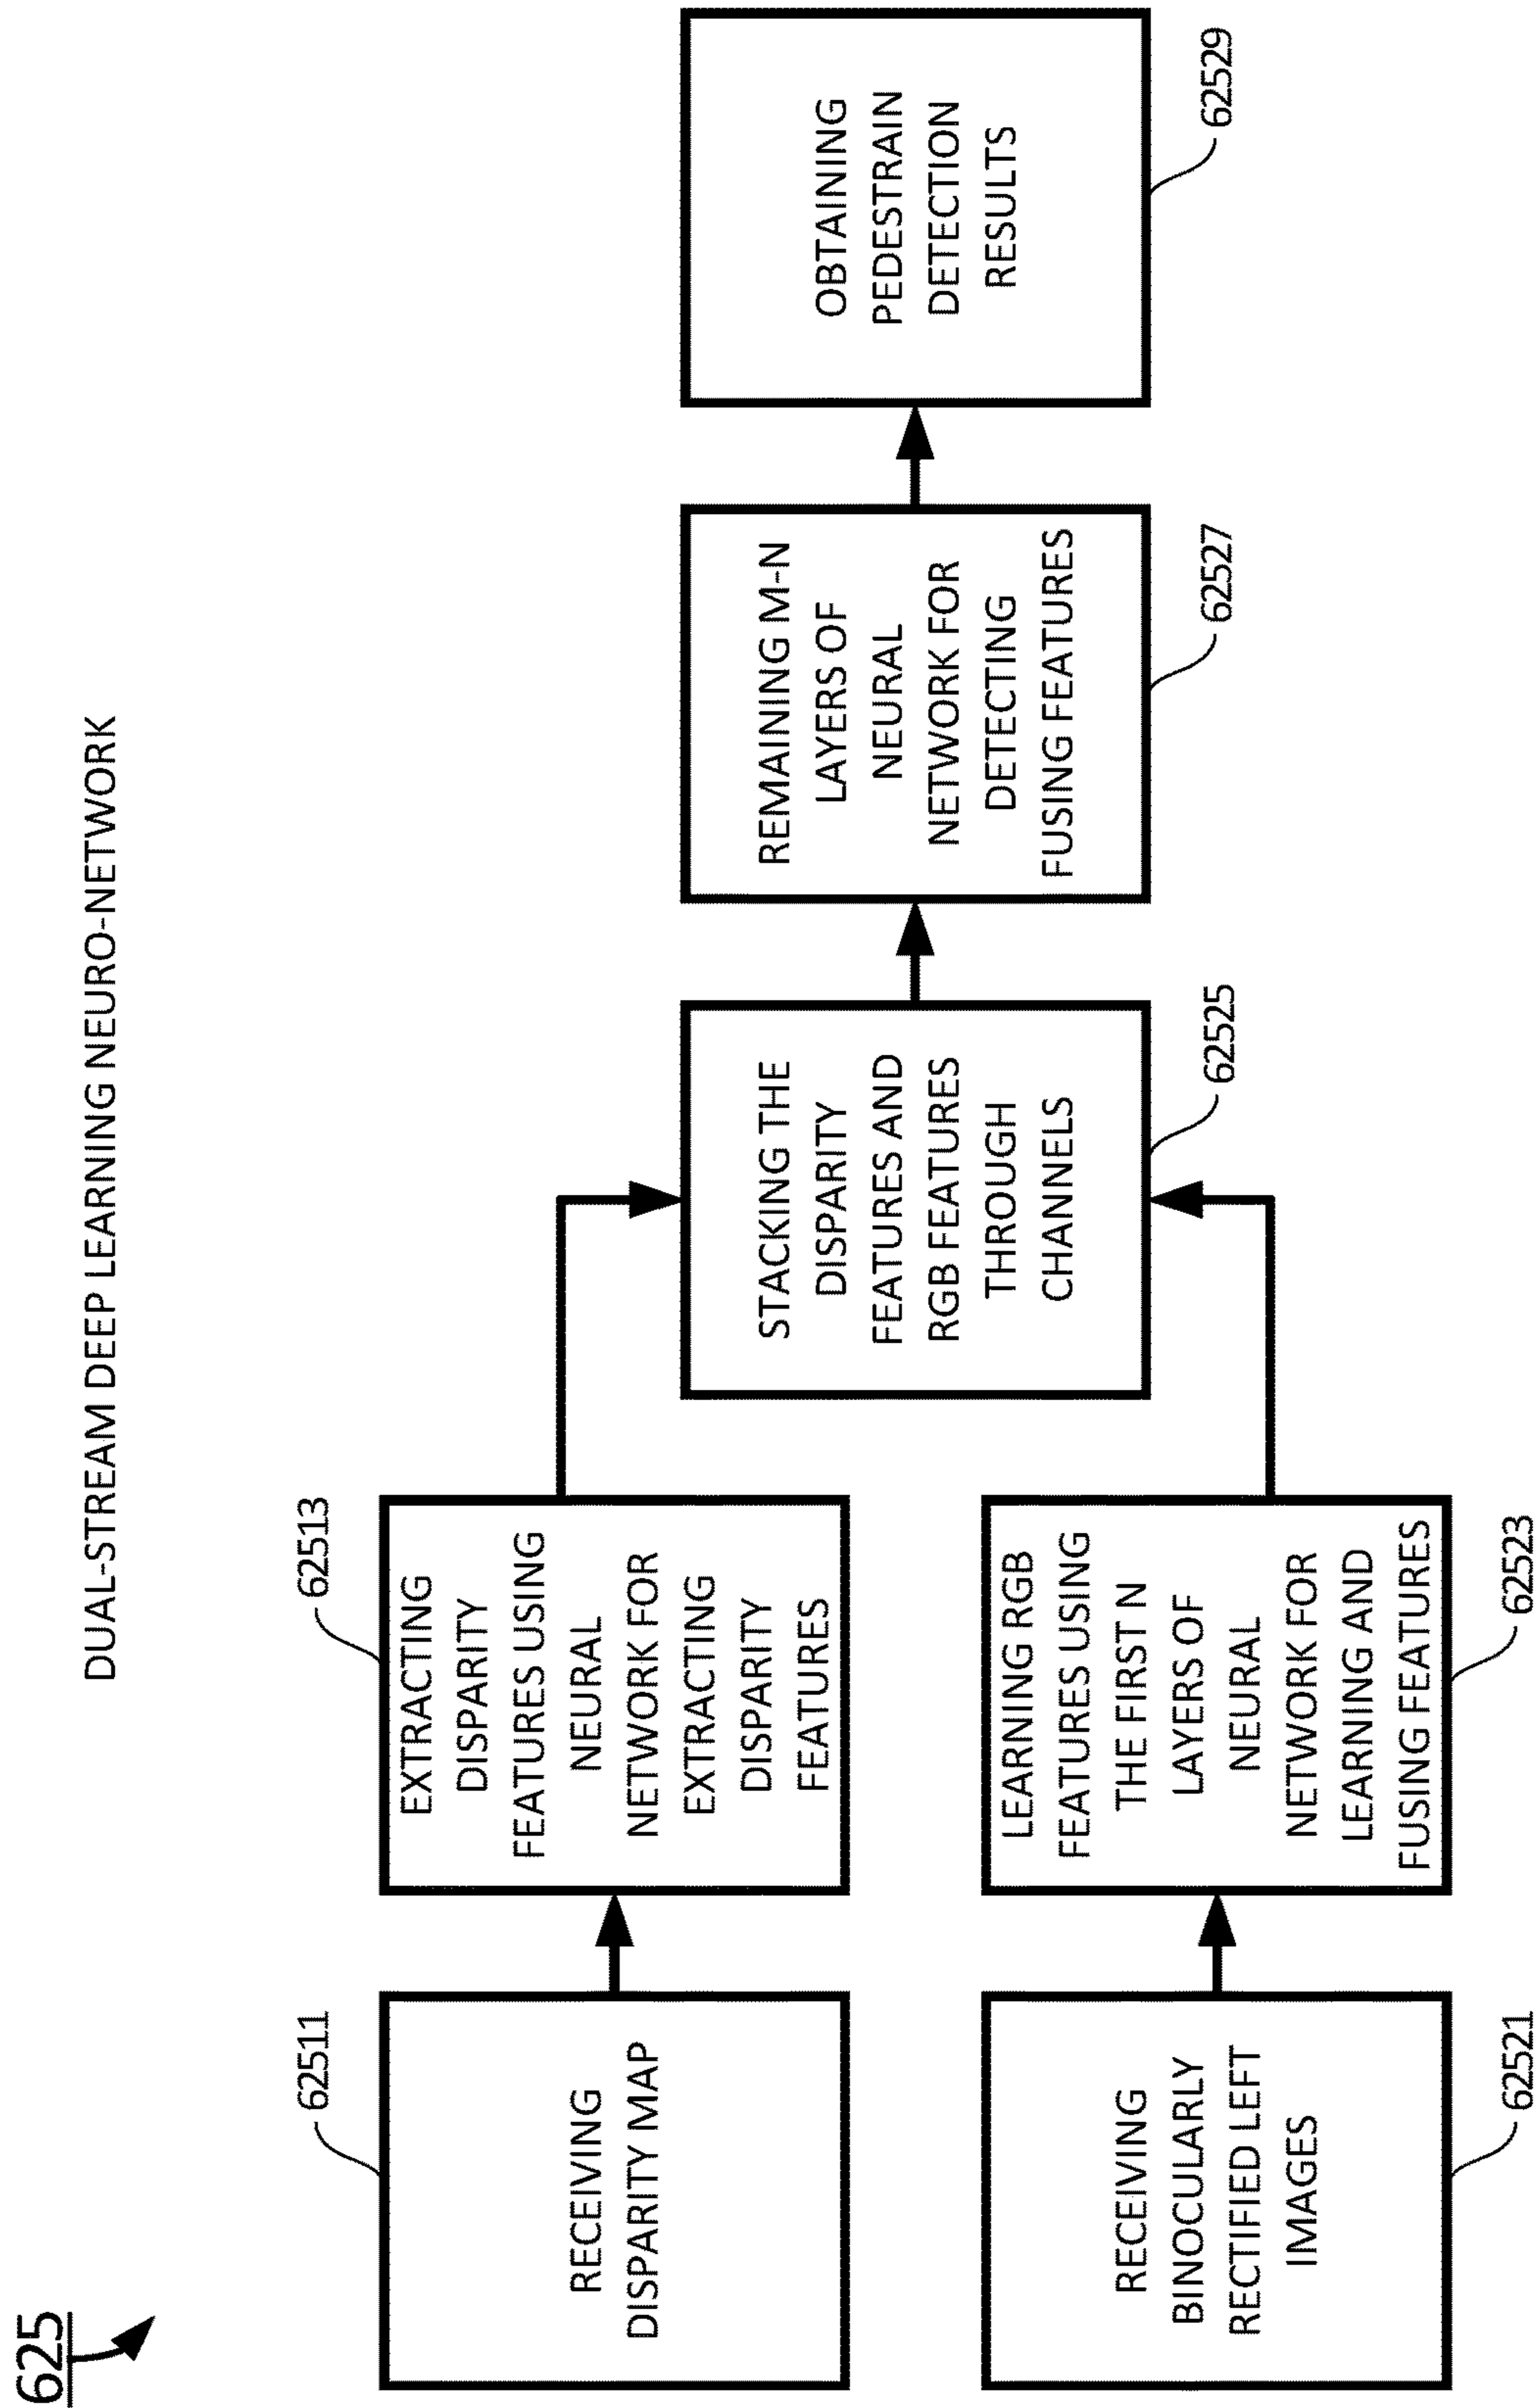 625
DUAL-STREAM DEEP LEARNING NEURO-NETWORK
62511
RECEIVING
DISPARITY MAP
62513
EXTRACTING
DISPARITY
FEATURES USING
NEURAL
NETWORK FOR
EXTRACTING
DISPARITY
FEATURES
RECEIVING
BINOCULARLY
RECTIFIED LEFT
IMAGES
62521
LEARNING RGB
FEATURES USING
THE FIRST N
LAYERS OF
NEURAL
NETWORK FOR
LEARNING AND
FUSING FEATURES
62523
STACKING THE
DISPARITY
FEATURES AND
RGB FEATURES
THROUGH
CHANNELS
62525
REMAINING M-N
LAYERS OF
NEURAL
NETWORK FOR
DETECTING
FUSING FEATURES
62527
OBTAINING
PEDESTRAIN
DETECTION
RESULTS
62529